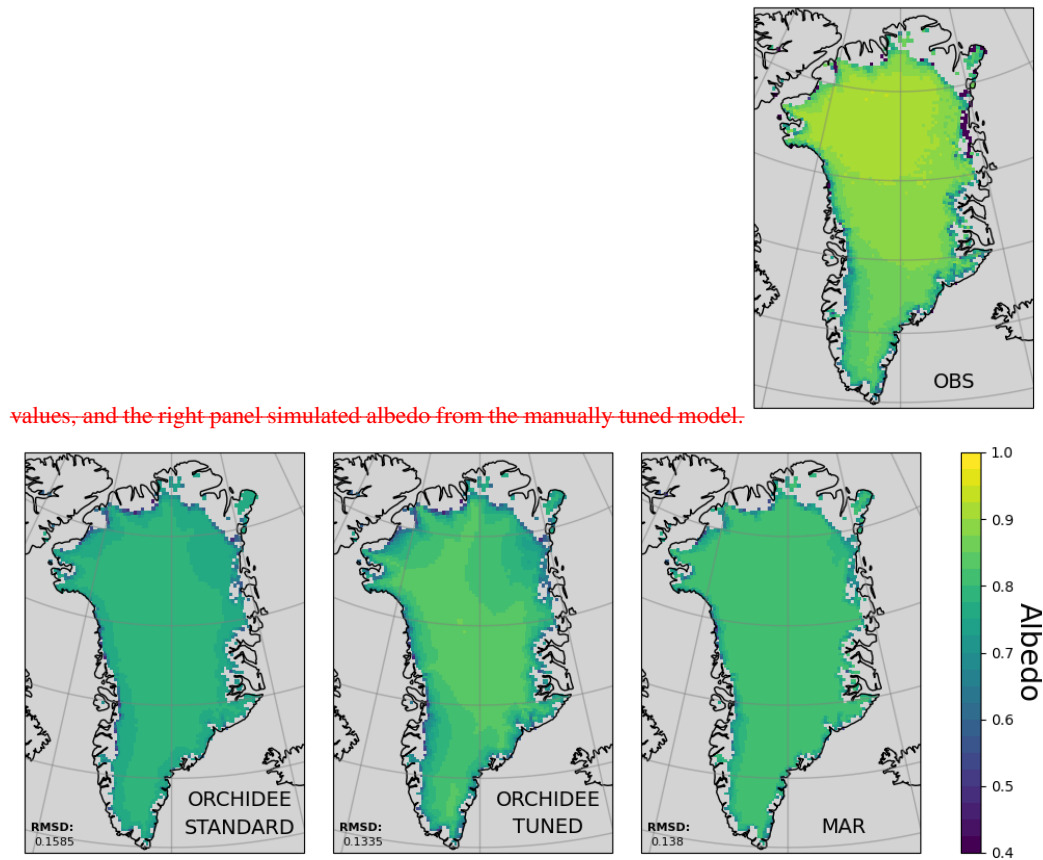 OBS
values, and the right panel simulated albedo from the manually tuned model.
ORCHIDEE
STANDARD
RMSD:
0.1585
ORCHIDEE
TUNED
RMSD:
0.1335
MAR
RMSD:
0.138
1.0
0.9
0.8
0.7
0.6
0.5
0.4
Albedo